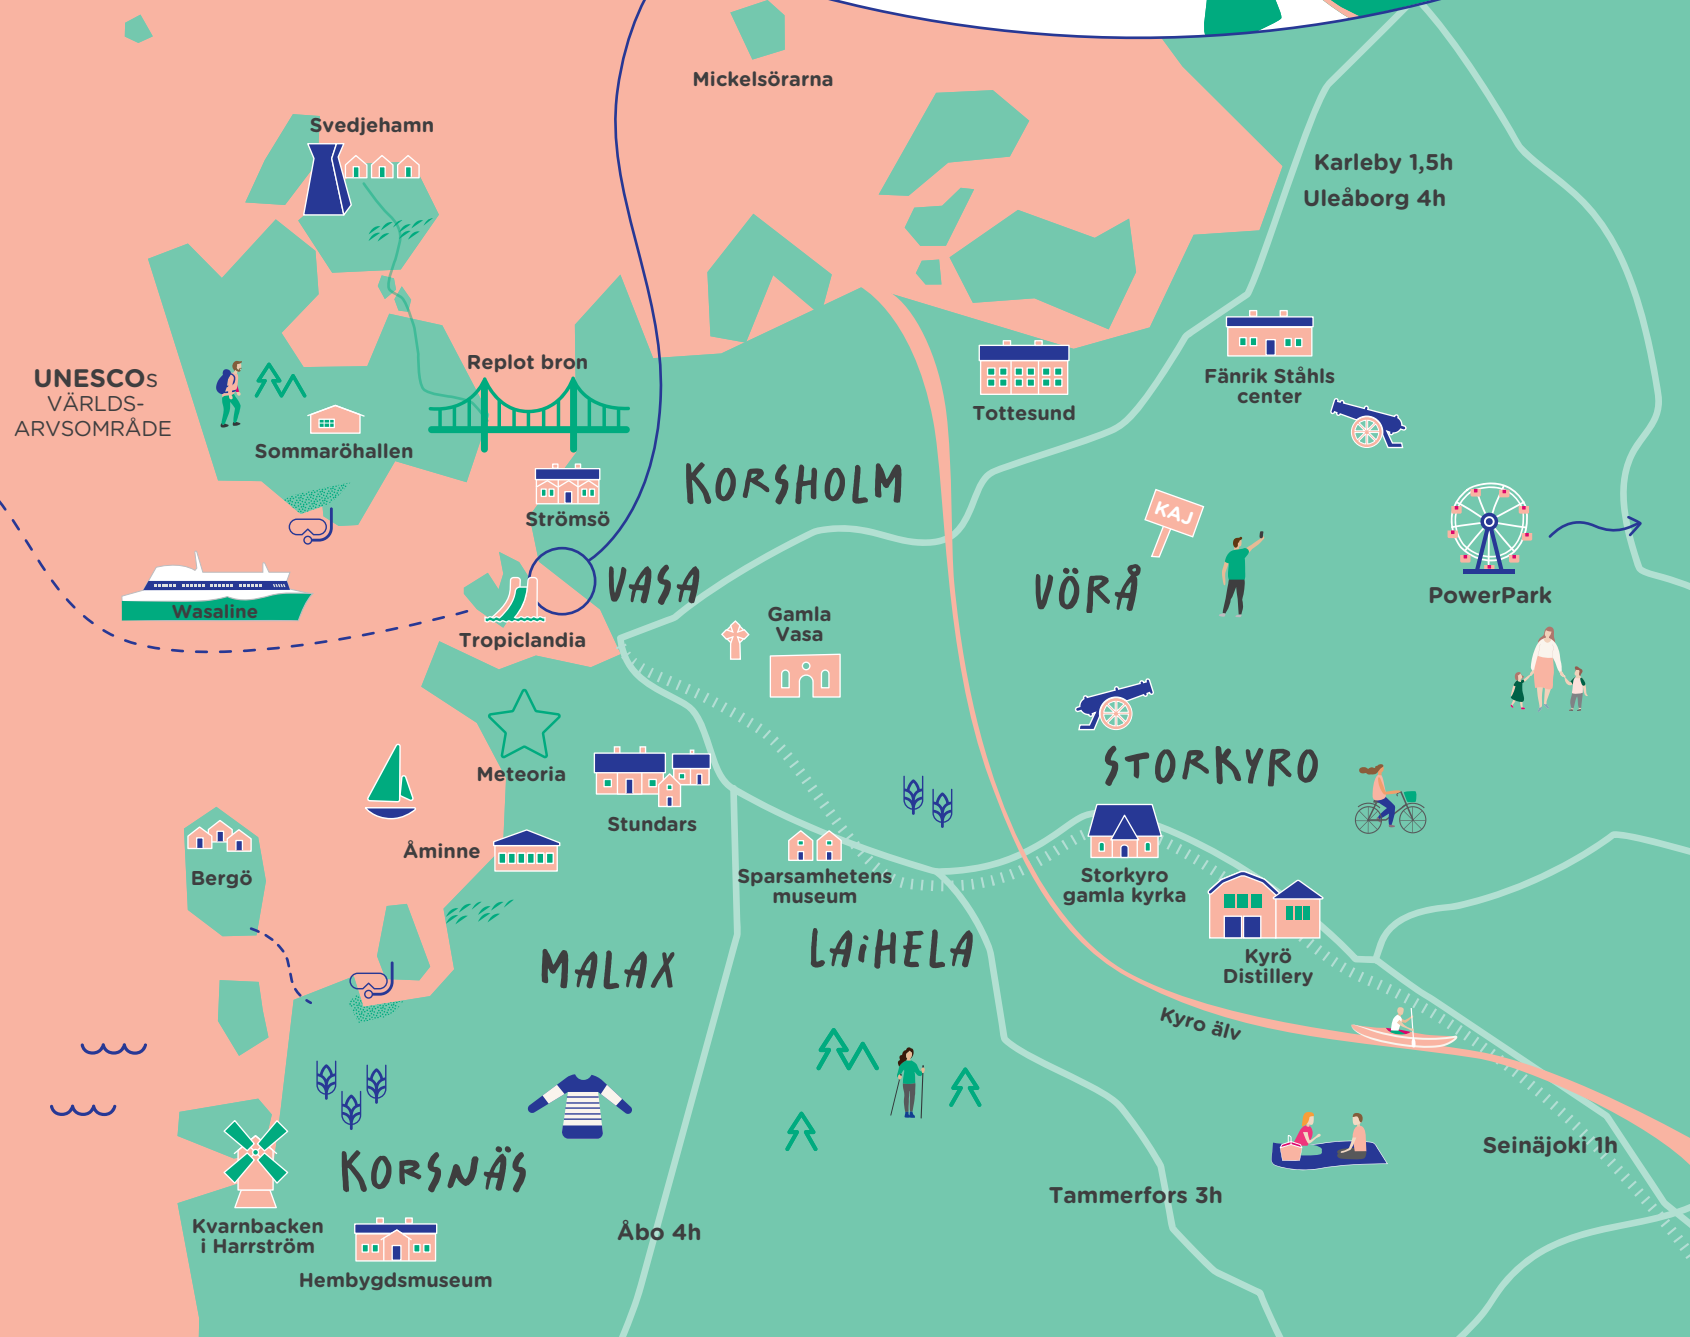 Mickelsörarna
Svedjehamn
Karleby 1,5h
Uleåborg 4h
UNESCOs
VÄRLDS-
ARVSOMRÅDE
Replot bron
Sommaröhallen
Tottesund
Fänrik Ståhls
center
KORSHOLM
Strömsö
KAJ
VASA
VÖRÅ
PowerPark
Wasaline
Tropiclandia
Gamla
Vasa
Meteoria
STORKYRO
Stundars
Åminne
Bergö
Sparsamhetens
museum
Storkyro
gamla kyrka
LAiHELA
MALAX
Kyrö
Distillery
Kyro älv
KORSNÄS
Seinäjoki 1h
Tammerfors 3h
Kvarnbacken
i Harrström
Åbo 4h
Hembygdsmuseum